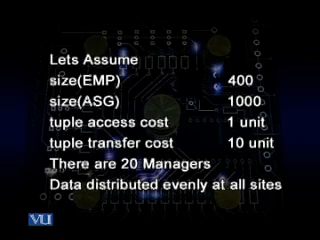 Lets Assume
size(EMP) 400
size(ASG) 1000
tuple access cost 1 unit
tuple transfer cost 10 unit
There are 20 Managers
Data distributed evenly at all sites
VU